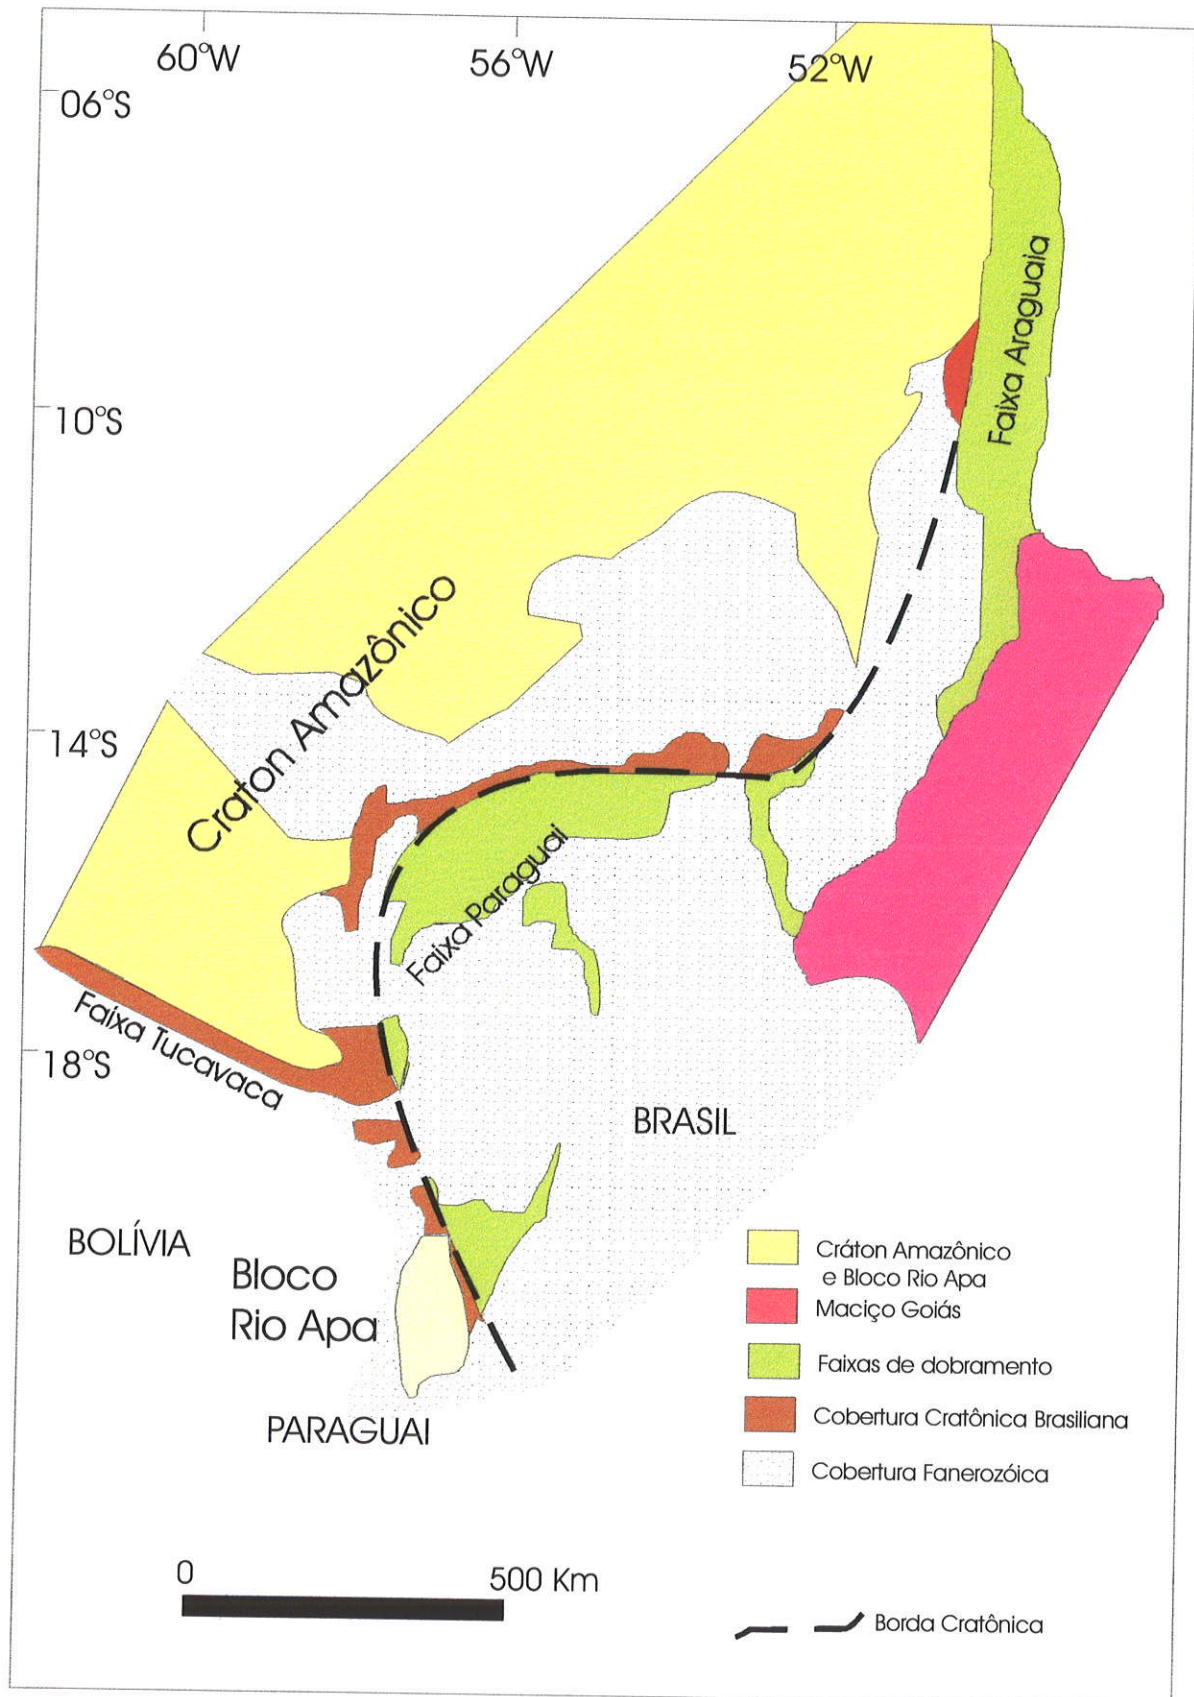 60°W
56°W
52°W
06°S
10°S
14°S
18°S
Faixa Araguaia
Craton Amazônico
Faixa Paraguai
Faixa Tucavaca
BRASIL
BOLÍVIA
Bloco
Rio Apa
PARAGUAI
Cráton Amazônico
e Bloco Rio Apa
Maciço Goiás
Faixas de dobramento
Cobertura Cratônica Brasiliana
Cobertura Fanerozóica
0
500 Km
Borda Cratônica